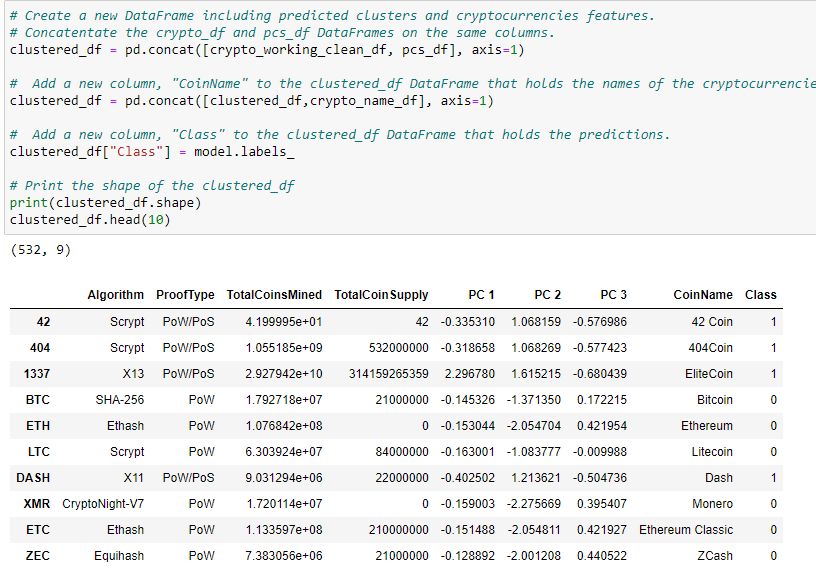 # Create a new DataFrame including predicted clusters and cryptocurrencies features.
# Concatentate the crypto_df and pcs_df DataFrames on the same columns.
clustered_df = pd.concat([crypto_working_clean_df, pcs_df], axis=1)
#  Add a new column, "CoinName" to the clustered_df DataFrame that holds the names of the cryptocurrencie
clustered_df = pd.concat([clustered_df,crypto_name_df], axis=1)
#  Add a new column, "Class" to the clustered_df DataFrame that holds the predictions.
clustered_df["Class"] = model.labels_
# Print the shape of the clustered_df
print(clustered_df.shape)
clustered_df.head(10)
(532, 9)
Algorithm ProofType TotalCoinsMined TotalCoinSupply PC 1 PC 2 PC 3 CoinName Class
42 Scrypt PoW/PoS 4.199995e+01 42 -0.335310 1.068159 -0.576986 42 Coin 1
404 Scrypt PoW/PoS 1.055185e+09 532000000 -0.318658 1.068269 -0.577423 404Coin 1
1337 X13 PoW/PoS 2.927942e+10 314159265359 2.296780 1.615215 -0.680439 EliteCoin 1
BTC SHA-256 PoW 1.792718e+07 21000000 -0.145326 -1.371350 0.172215 Bitcoin 0
ETH Ethash PoW 1.076842e+08 0 -0.153044 -2.054704 0.421954 Ethereum 0
LTC Scrypt PoW 6.303924e+07 84000000 -0.163001 -1.083777 -0.009988 Litecoin 0
DASH X11 PoW/PoS 9.031294e+06 22000000 -0.402502 1.213621 -0.504736 Dash 1
XMR CryptoNight-V7 PoW 1.720114e+07 0 -0.159003 -2.275669 0.395407 Monero 0
ETC Ethash PoW 1.133597e+08 210000000 -0.151488 -2.054811 0.421927 Ethereum Classic 0
ZEC Equihash PoW 7.383056e+06 21000000 -0.128892 -2.001208 0.440522 ZCash 0